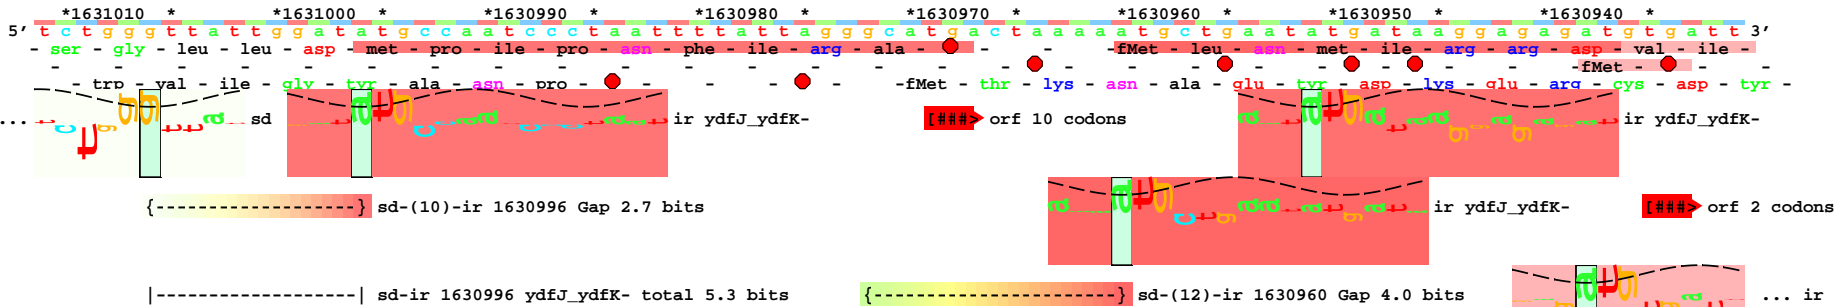 *1631010 * *1631000 * *1630990 * *1630980 * *1630970 * *1630960 * *1630950 * *1630940 *
5' t c t g g g t t a t t g g a t a t g c c a a t c c c t a a t t t t a t t a g g g c a t g a c t a a a a a t g c t g a a t a t g a t a a g g a g a g a t g t g a t t 3'
- ser - gly - leu - leu - asp - met - pro - ile - pro - asn - phe - ile - arg - ala - - - -fMet - leu - asn - met - ile - arg - arg - asp - val - ile -
- - - - - - - - - - - - - - - - - - - - - - - fMet - - -
- trp - val - ile - gly - tyr - ala - asn - pro - - - - - -fMet - thr - lys - asn - ala - glu - tyr - asp - lys - glu - arg - cys - asp - tyr -
... sd ir ydfJ_ydfK- [###> orf 10 codons ir ydfJ_ydfK-
{-------------------} sd-(10)-ir 1630996 Gap 2.7 bits ir ydfJ_ydfK- [###> orf 2 codons
|-------------------| sd-ir 1630996 ydfJ_ydfK- total 5.3 bits {-----------------------} sd-(12)-ir 1630960 Gap 4.0 bits ... ir